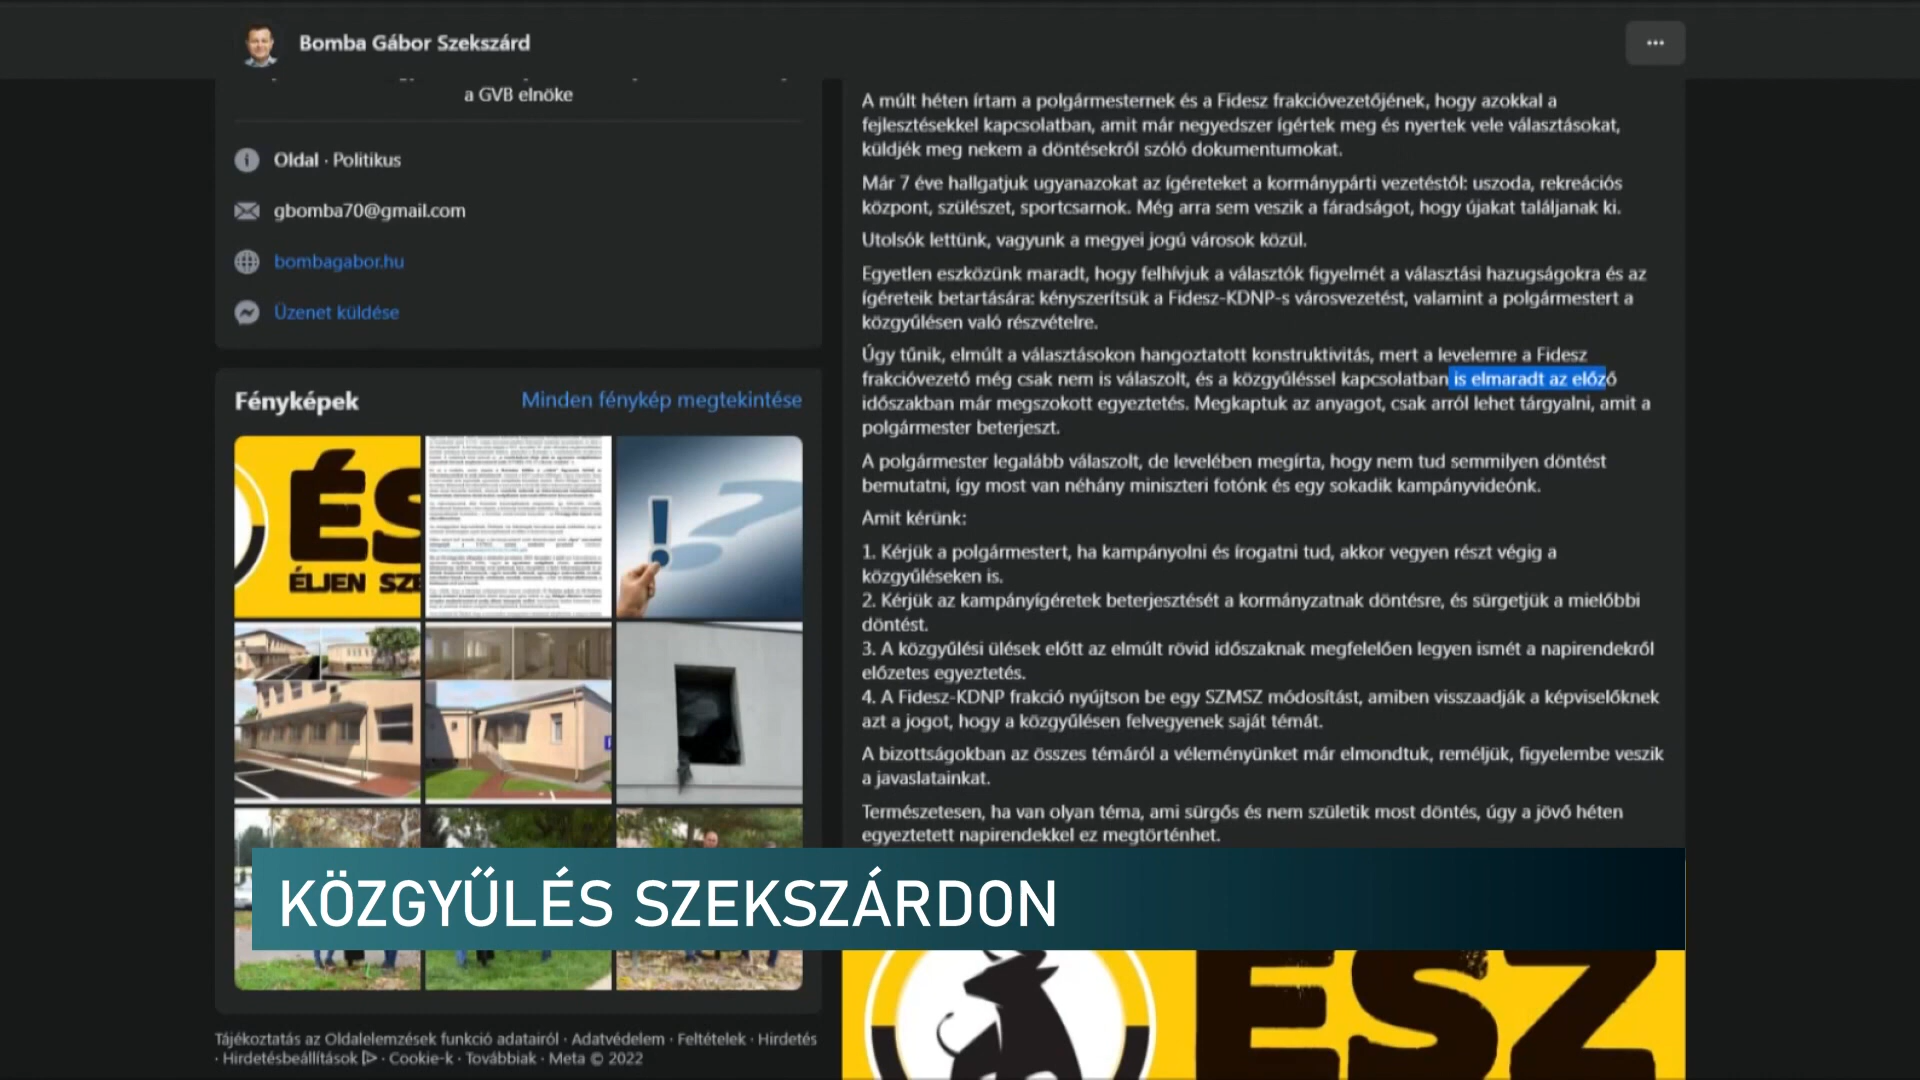 Bomba Gábor Szekszárd
a GVB elnöke
Oldal · Politikus
gbomba70@gmail.com
bombagabor.hu
Üzenet küldése
Fényképek
Minden fénykép megtekintése
ÉS
ÉLJEN SZE
Tájékoztatás az Oldalelemzések funkció adatairól · Adatvédelem · Feltételek · Hirdetés
· Hirdetésbeállítások · Cookie-k · Továbbiak · Meta © 2022
A múlt héten írtam a polgármesternek és a Fidesz frakcióvezetőjének, hogy azokkal a
fejlesztésekkel kapcsolatban, amit már negyedszer ígértek meg és nyertek vele választásokat,
küldjék meg nekem a döntésekről szóló dokumentumokat.
Már 7 éve hallgatjuk ugyanazokat az ígéreteket a kormánypárti vezetéstől: uszoda, rekreációs
központ, szülészet, sportcsarnok. Még arra sem veszik a fáradságot, hogy újakat találjanak ki.
Utolsók lettünk, vagyunk a megyei jogú városok közül.
Egyetlen eszközünk maradt, hogy felhívjuk a választók figyelmét a választási hazugságokra és az
ígéreteik betartására: kényszerítsük a Fidesz-KDNP-s városvezetést, valamint a polgármestert a
közgyűlésen való részvételre.
Úgy tűnik, elmúlt a választásokon hangoztatott konstruktivitás, mert a levelemre a Fidesz
frakcióvezető még csak nem is válaszolt, és a közgyűléssel kapcsolatban is elmaradt az előző
időszakban már megszokott egyeztetés. Megkaptuk az anyagot, csak arról lehet tárgyalni, amit a
polgármester beterjeszt.
A polgármester legalább válaszolt, de levelében megírta, hogy nem tud semmilyen döntést
bemutatni, így most van néhány miniszteri fotónk és egy sokadik kampányvideónk.
Amit kérünk:
1. Kérjük a polgármestert, ha kampányolni és írogatni tud, akkor vegyen részt végig a
közgyűléseken is.
2. Kérjük az kampányígéretek beterjesztését a kormányzatnak döntésre, és sürgetjük a mielőbbi
döntést.
3. A közgyűlési ülések előtt az elmúlt rövid időszaknak megfelelően legyen ismét a napirendekről
előzetes egyeztetés.
4. A Fidesz-KDNP frakció nyújtson be egy SZMSZ módosítást, amiben visszaadják a képviselőknek
azt a jogot, hogy a közgyűlésen felvegyenek saját témát.
A bizottságokban az összes témáról a véleményünket már elmondtuk, reméljük, figyelembe veszik
a javaslatainkat.
Természetesen, ha van olyan téma, ami sürgős és nem születik most döntés, úgy a jövő héten
egyeztetett napirendekkel ez megtörténhet.
KÖZGYŰLÉS SZEKSZÁRDON
ÉSZ